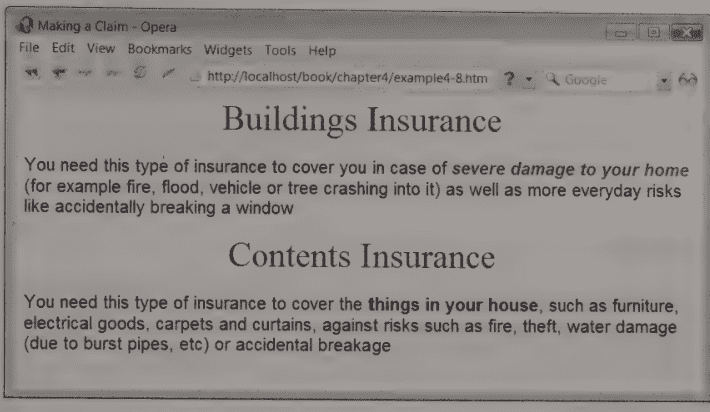 Making a Claim - Opera
File Edit View Bookmarks Widgets Tools Help
http://localhost/book/chapter4/example4-8.htm ? Google
Buildings Insurance
You need this type of insurance to cover you in case of severe damage to your home
(for example fire, flood, vehicle or tree crashing into it) as well as more everyday risks
like accidentally breaking a window
Contents Insurance
You need this type of insurance to cover the things in your house, such as furniture,
electrical goods, carpets and curtains, against risks such as fire, theft, water damage
(due to burst pipes, etc) or accidental breakage